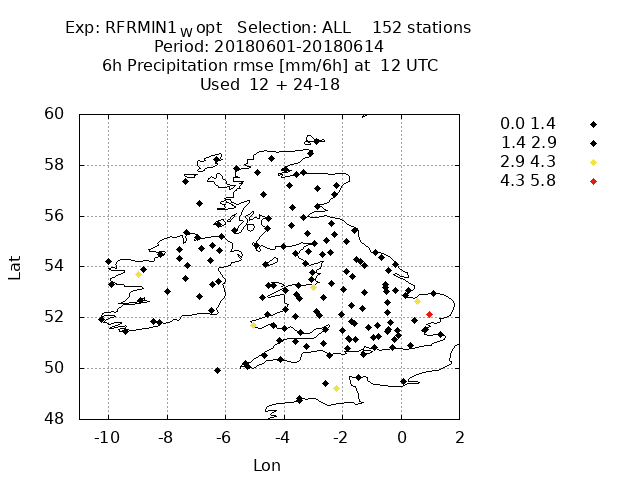 Exp: RFRMIN1wopt Selection: ALL 152 stations
Period: 20180601-20180614
6h Precipitation rmse [mm/6h] at 12 UTC
Used 12 + 24-18
0.0 1.4
1.4 2.9
2.9 4.3
4.3 5.8
60
58
56
54
52
50
48
Lat
-10 -8 -6 -4 -2 0 2
Lon